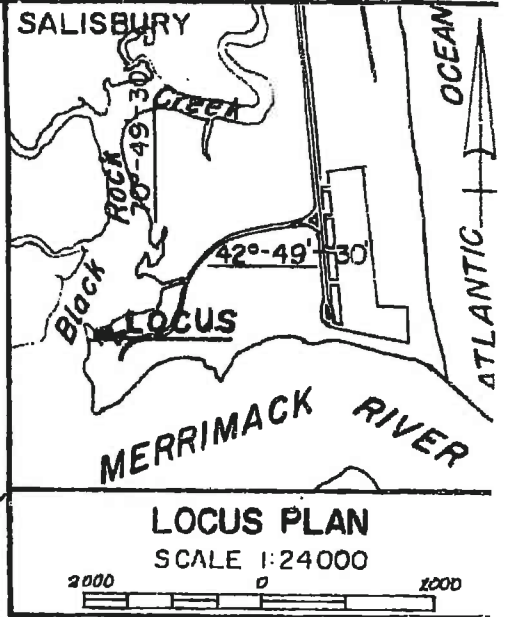 SALISBURY
OCEAN
ATLANTIC
Black Rock Creek
70°-49'-30"
42°-49'-30"
LOCUS
MERRIMACK RIVER
LOCUS PLAN
SCALE 1:24000
2000 0 2000